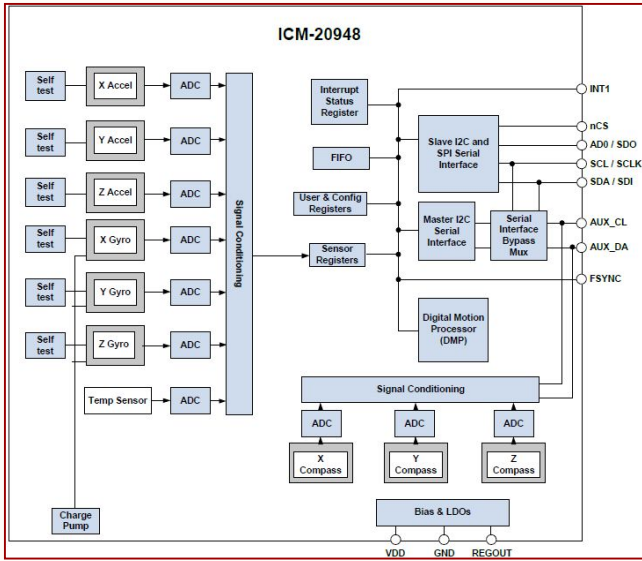 ICM-20948
Self
test
X Accel
ADC
Self
test
Y Accel
ADC
Self
test
Z Accel
ADC
Self
test
X Gyro
ADC
Self
test
Y Gyro
ADC
Self
test
Z Gyro
ADC
Temp Sensor
ADC
Charge
Pump
Signal Conditioning
Interrupt
Status
Register
FIFO
User & Config
Registers
Sensor
Registers
Slave I2C and
SPI Serial
Interface
Master I2C
Serial
Interface
Serial
Interface
Bypass
Mux
Digital Motion
Processor
(DMP)
INT1
nCS
AD0 / SDO
SCL / SCLK
SDA / SDI
AUX_CL
AUX_DA
FSYNC
Signal Conditioning
ADC
ADC
ADC
X
Compass
Y
Compass
Z
Compass
Bias & LDOs
VDD
GND
REGOUT